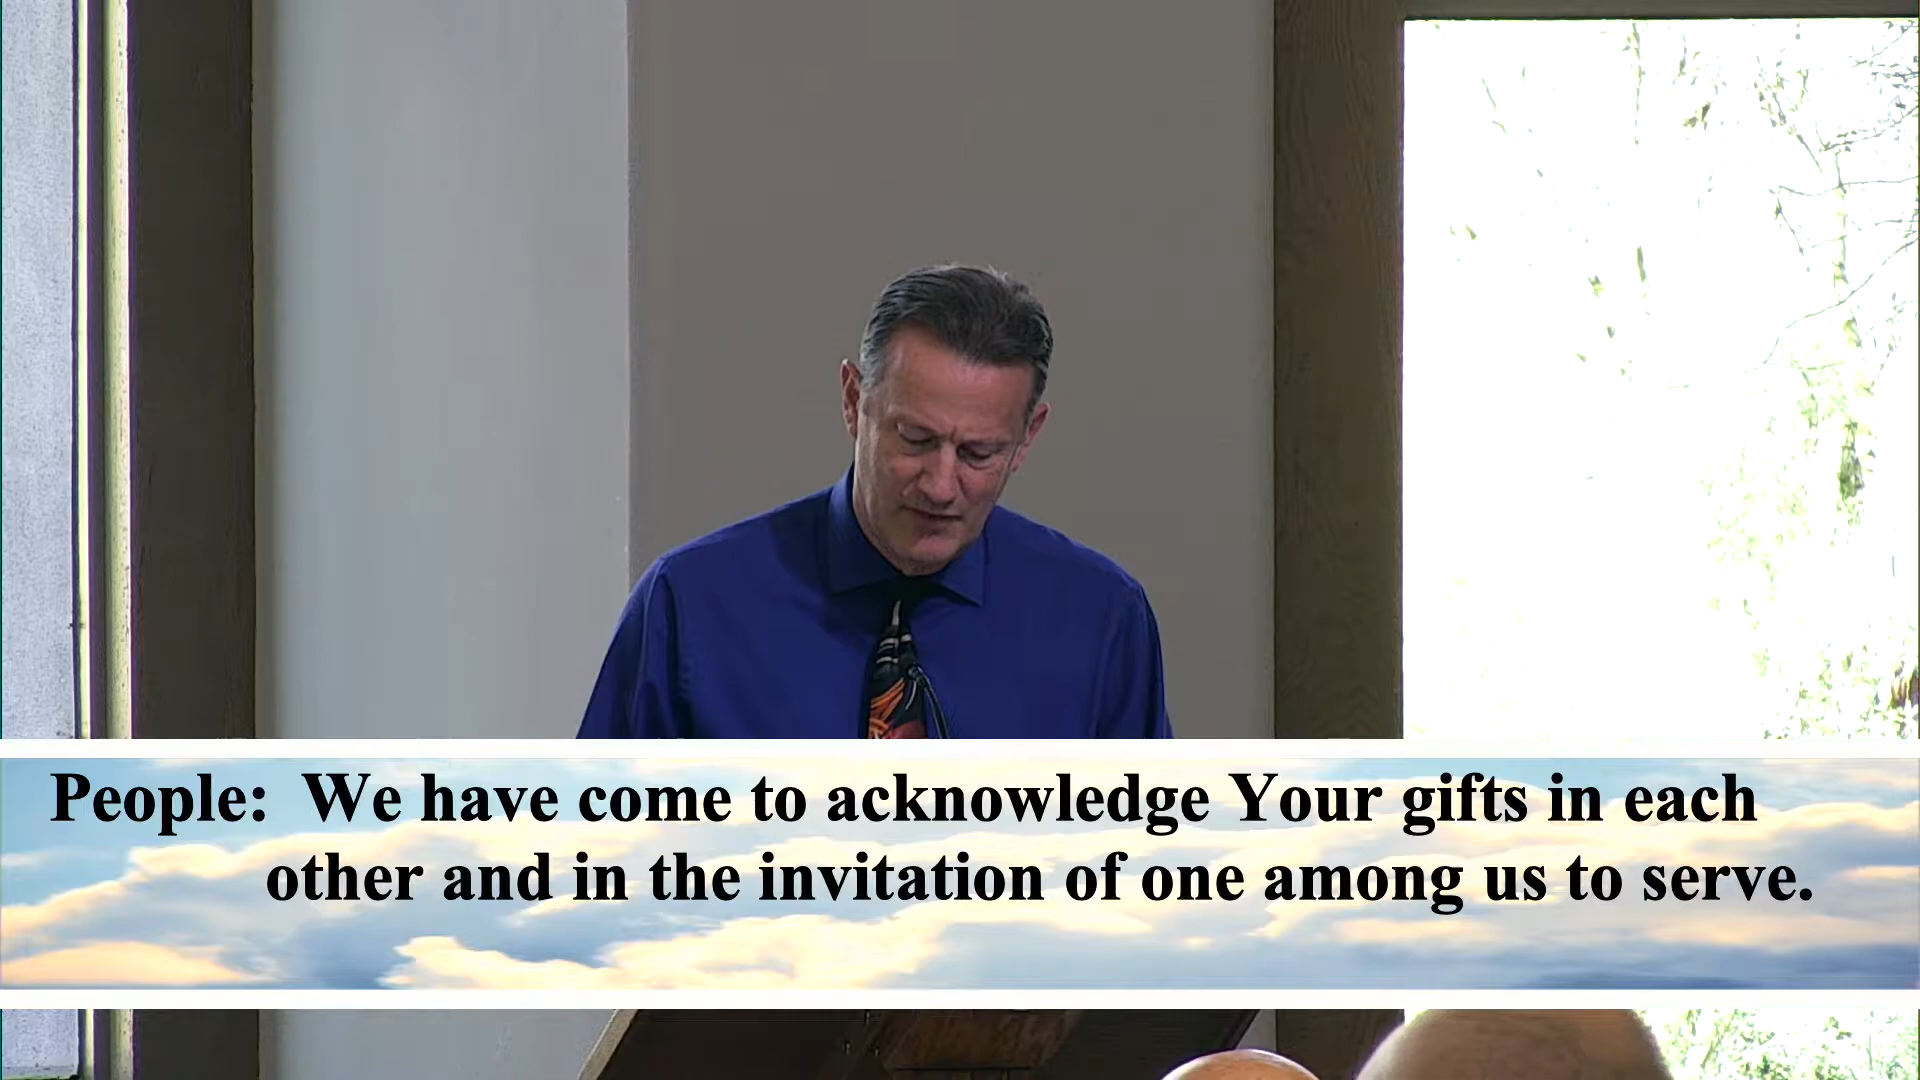 People: We have come to acknowledge Your gifts in each
other and in the invitation of one among us to serve.